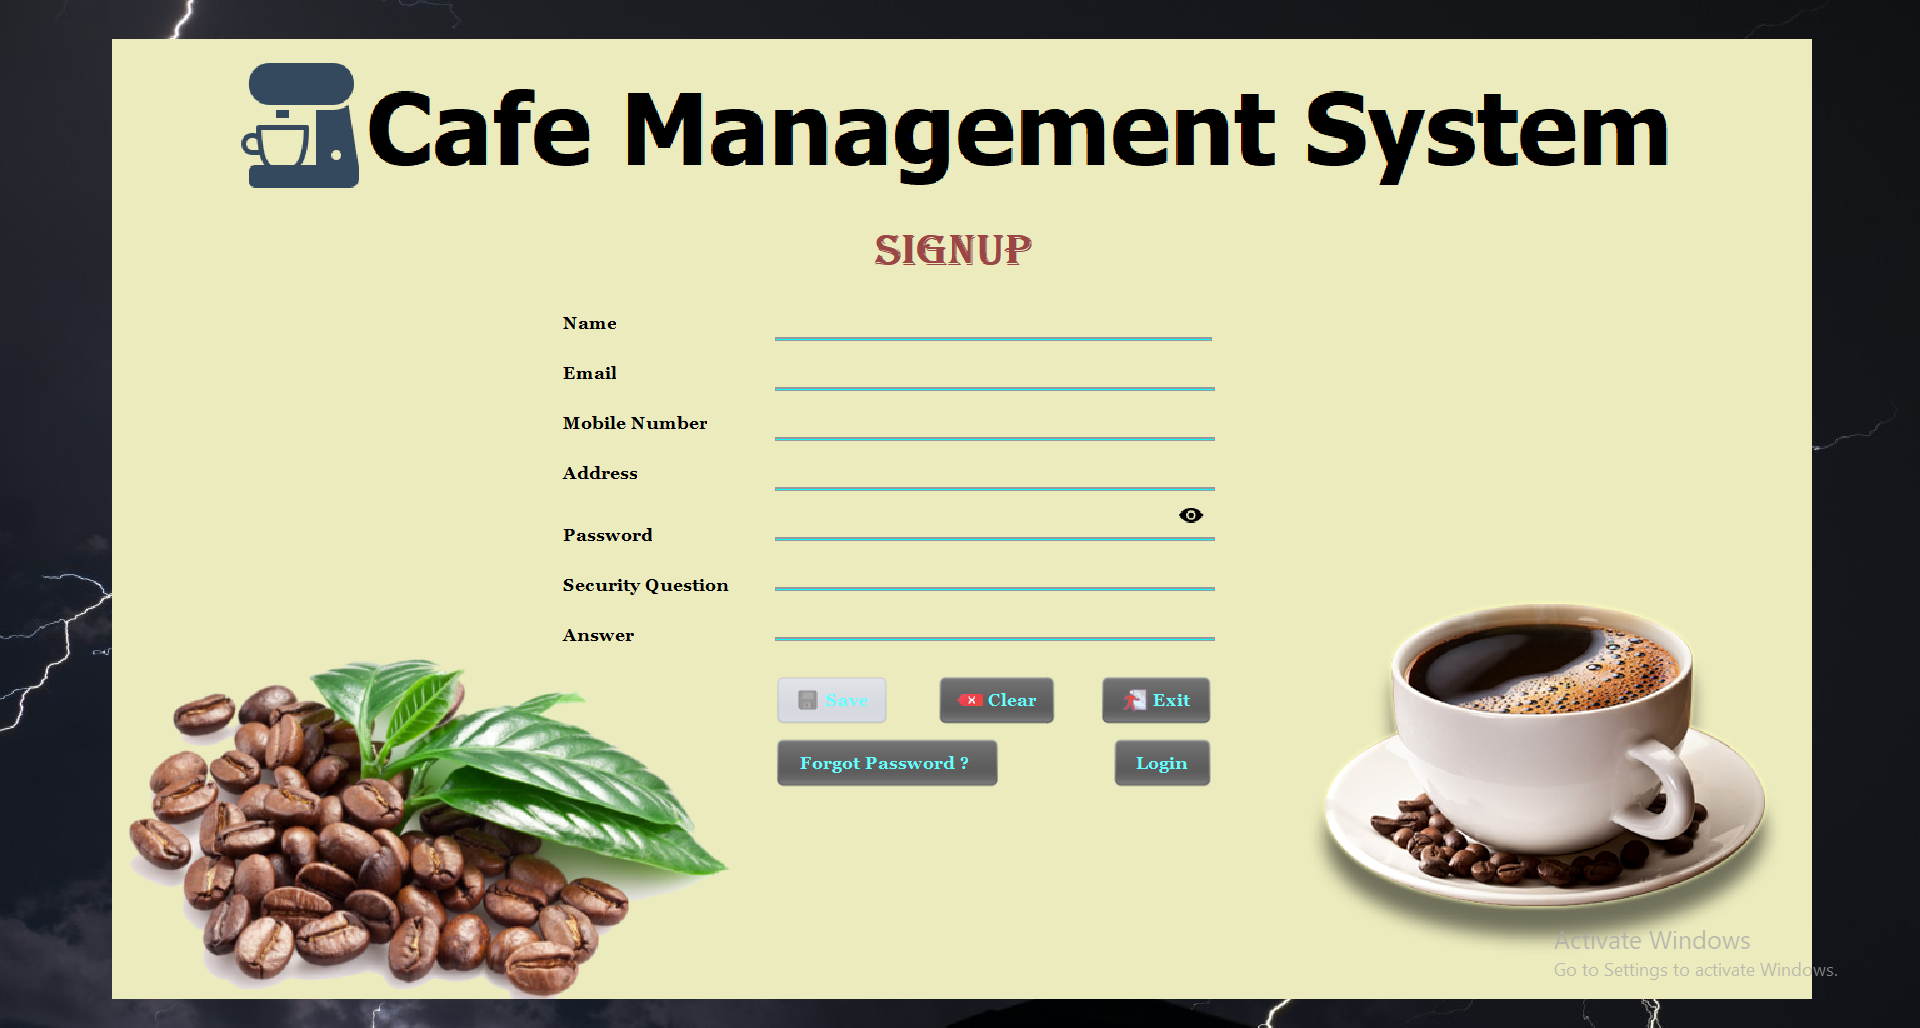 Cafe Management System
SIGNUP
Name
Email
Mobile Number
Address
Password
Security Question
Answer
Save Clear Exit
Forgot Password ? Login
Activate Windows
Go to Settings to activate Windows.